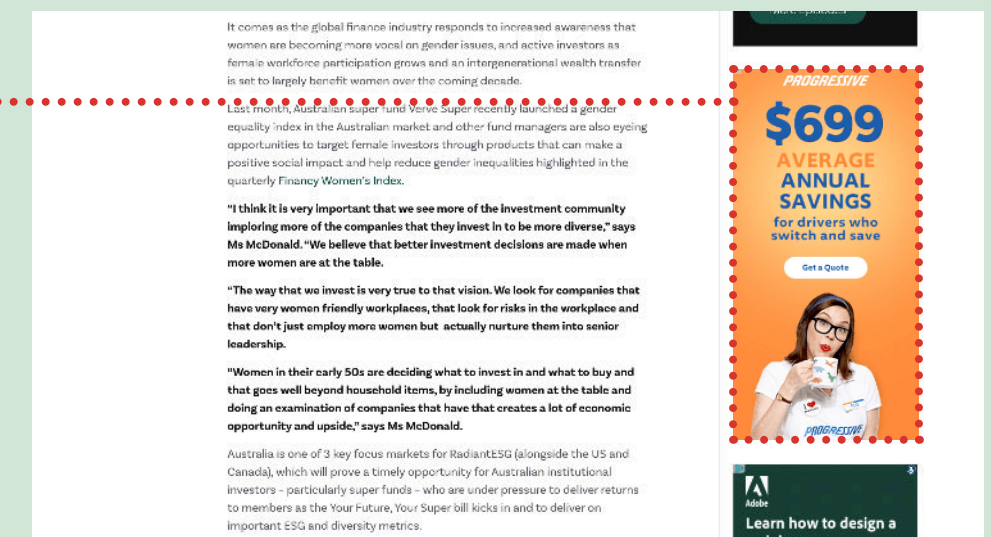 It comes as the global finance industry responds to increased awareness that
women are becoming more vocal on gender issues, and active investors as
female workforce participation grows and an intergenerational wealth transfer
is set to largely benefit women over the coming decade.
Last month, Australian super fund Verve Super recently launched a gender
equality index in the Australian market and other fund managers are also eyeing
opportunities to target female investors through products that can make a
positive social impact and help reduce gender inequalities highlighted in the
quarterly Financy Women's Index.
"I think it is very important that we see more of the investment community
imploring more of the companies that they invest in to be more diverse," says
Ms McDonald. "We believe that better investment decisions are made when
more women are at the table.
"The way that we invest is very true to that vision. We look for companies that
have very women friendly workplaces, that look for risks in the workplace and
that don't just employ more women but actually nurture them into senior
leadership.
"Women in their early 50s are deciding what to invest in and what to buy and
that goes well beyond household items, by including women at the table and
doing an examination of companies that have that creates a lot of economic
opportunity and upside," says Ms McDonald.
Australia is one of 3 key focus markets for RadiantESG (alongside the US and
Canada), which will prove a timely opportunity for Australian institutional
investors – particularly super funds – who are under pressure to deliver returns
to members as the Your Future, Your Super bill kicks in and to deliver on
important ESG and diversity metrics.
PROGRESSIVE
$699
AVERAGE
ANNUAL
SAVINGS
for drivers who
switch and save
Get a Quote
PROGRESSIVE
Adobe
Learn how to design a